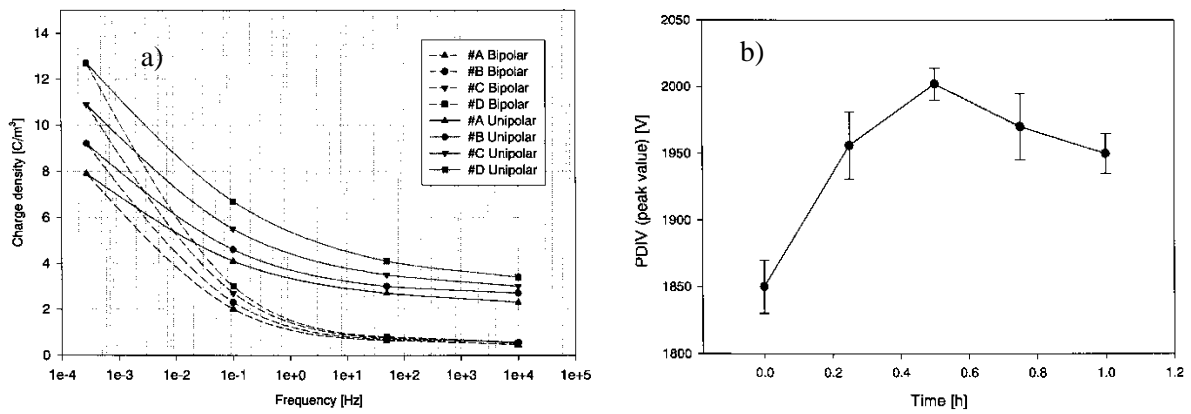 a)
14
12
10
8
6
4
2
0
Charge density [C/m³]
1e-4 1e-3 1e-2 1e-1 1e+0 1e+1 1e+2 1e+3 1e+4 1e+5
Frequency [Hz]
#A Bipolar
#B Bipolar
#C Bipolar
#D Bipolar
#A Unipolar
#B Unipolar
#C Unipolar
#D Unipolar
b)
2050
2000
1950
1900
1850
1800
PDIV (peak value) [V]
0.0 0.2 0.4 0.6 0.8 1.0 1.2
Time [h]